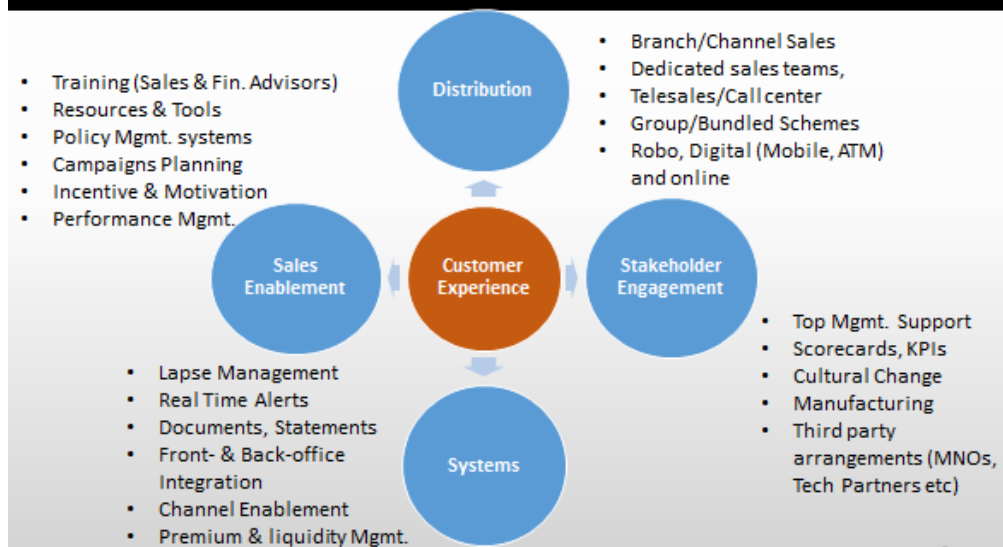 Distribution
• Branch/Channel Sales
• Dedicated sales teams,
• Telesales/Call center
• Group/Bundled Schemes
• Robo, Digital (Mobile, ATM)
and online
• Training (Sales & Fin. Advisors)
• Resources & Tools
• Policy Mgmt. systems
• Campaigns Planning
• Incentive & Motivation
• Performance Mgmt.
Sales
Enablement
Customer
Experience
Stakeholder
Engagement
• Top Mgmt. Support
• Scorecards, KPIs
• Cultural Change
• Manufacturing
• Third party
arrangements (MNOs,
Tech Partners etc)
• Lapse Management
• Real Time Alerts
• Documents, Statements
• Front- & Back-office
Integration
• Channel Enablement
• Premium & liquidity Mgmt.
Systems